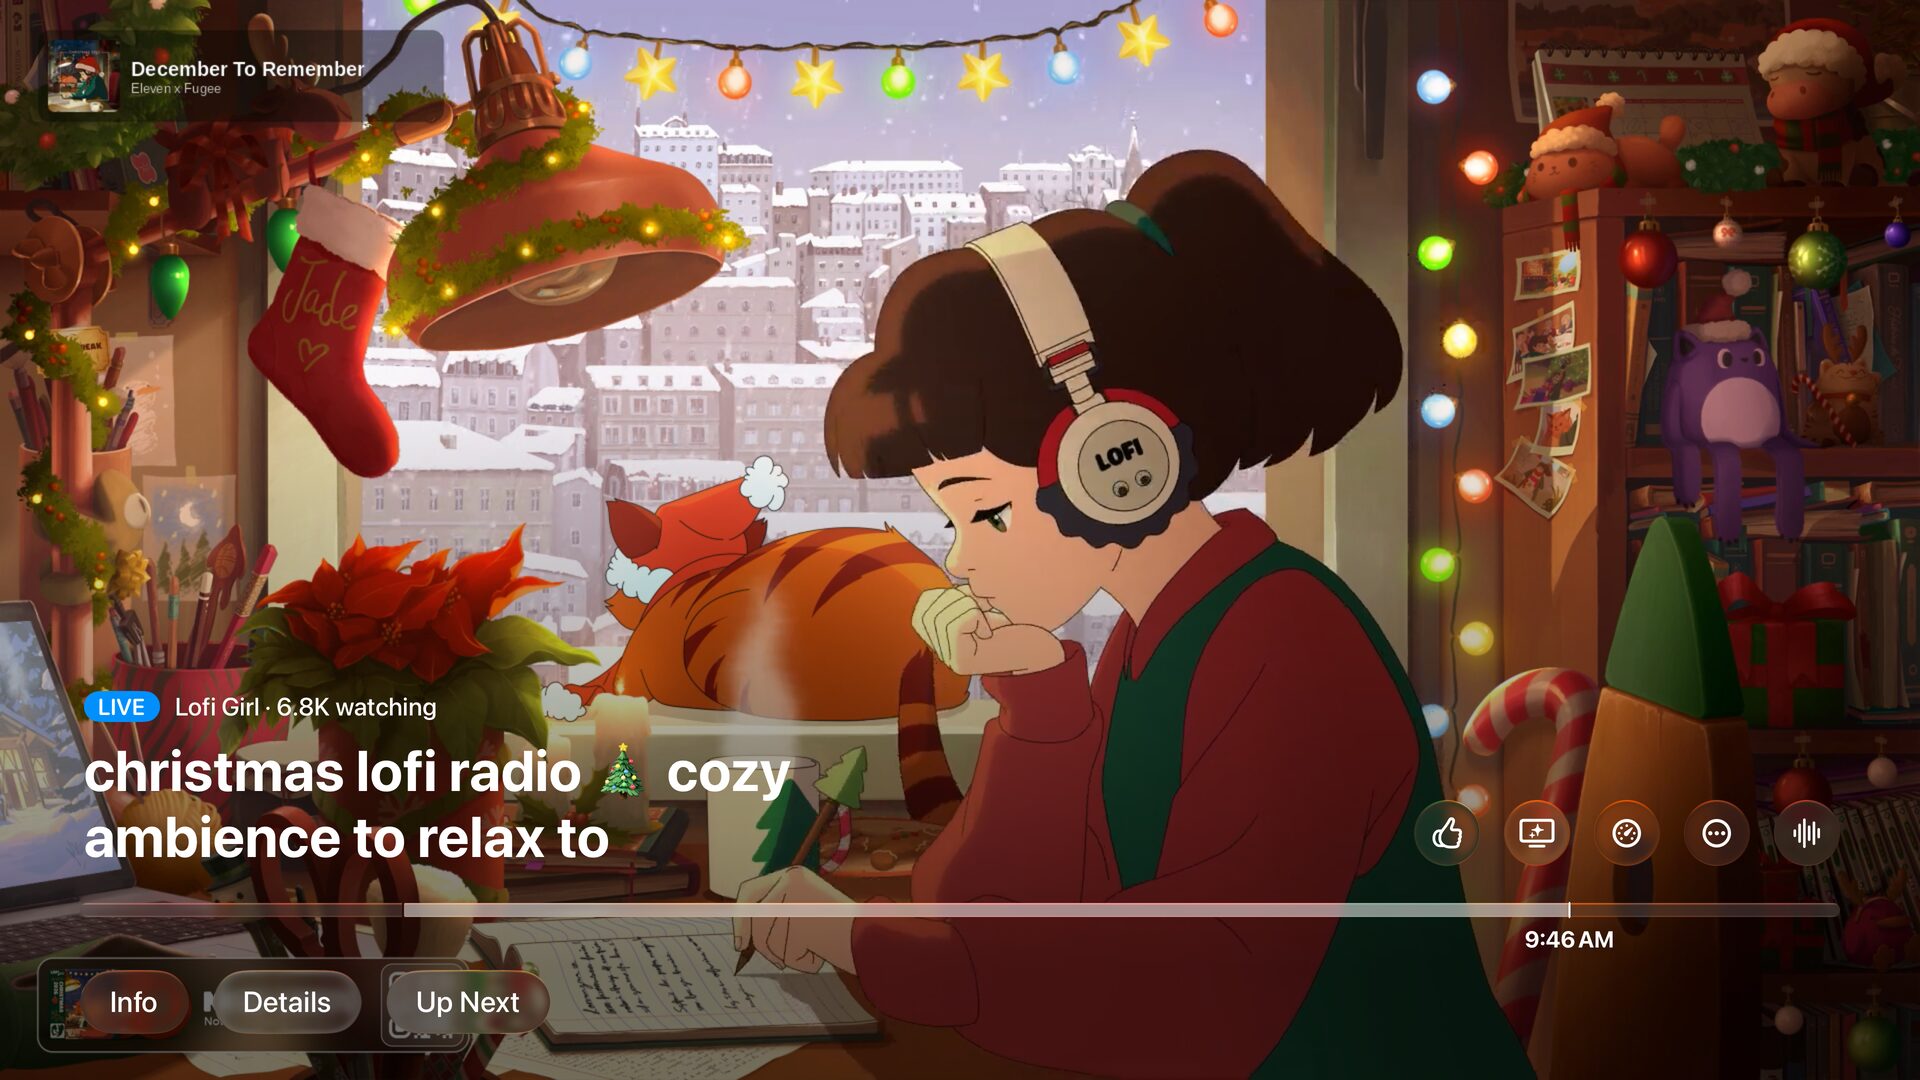 December To Remember
Eleven x Fugee
Jade
LOFI
LIVE Lofi Girl · 6.8K watching
christmas lofi radio 🎄 cozy
ambience to relax to
9:46 AM
Info
Details
Up Next